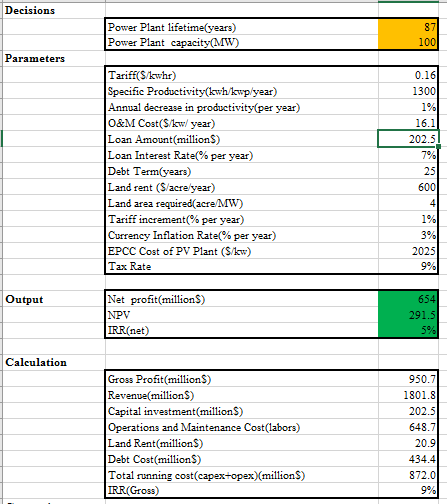 Decisions
Power Plant lifetime(years) 87
Power Plant capacity(MW) 100
Parameters
Tariff($/kwhr) 0.16
Specific Productivity(kwh/kwp/year) 1300
Annual decrease in productivity(per year) 1%
O&M Cost($/kw/ year) 16.1
Loan Amount(million$) 202.5
Loan Interest Rate(% per year) 7%
Debt Term(years) 25
Land rent ($/acre/year) 600
Land area required(acre/MW) 4
Tariff increment(% per year) 1%
Currency Inflation Rate(% per year) 3%
EPCC Cost of PV Plant ($/kw) 2025
Tax Rate 9%
Output Net profit(million$) 654
NPV 291.5
IRR(net) 5%
Calculation
Gross Profit(million$) 950.7
Revenue(million$) 1801.8
Capital investment(million$) 202.5
Operations and Maintenance Cost(labors) 648.7
Land Rent(million$) 20.9
Debt Cost(million$) 434.4
Total running cost(capex+opex)(million$) 872.0
IRR(Gross) 9%